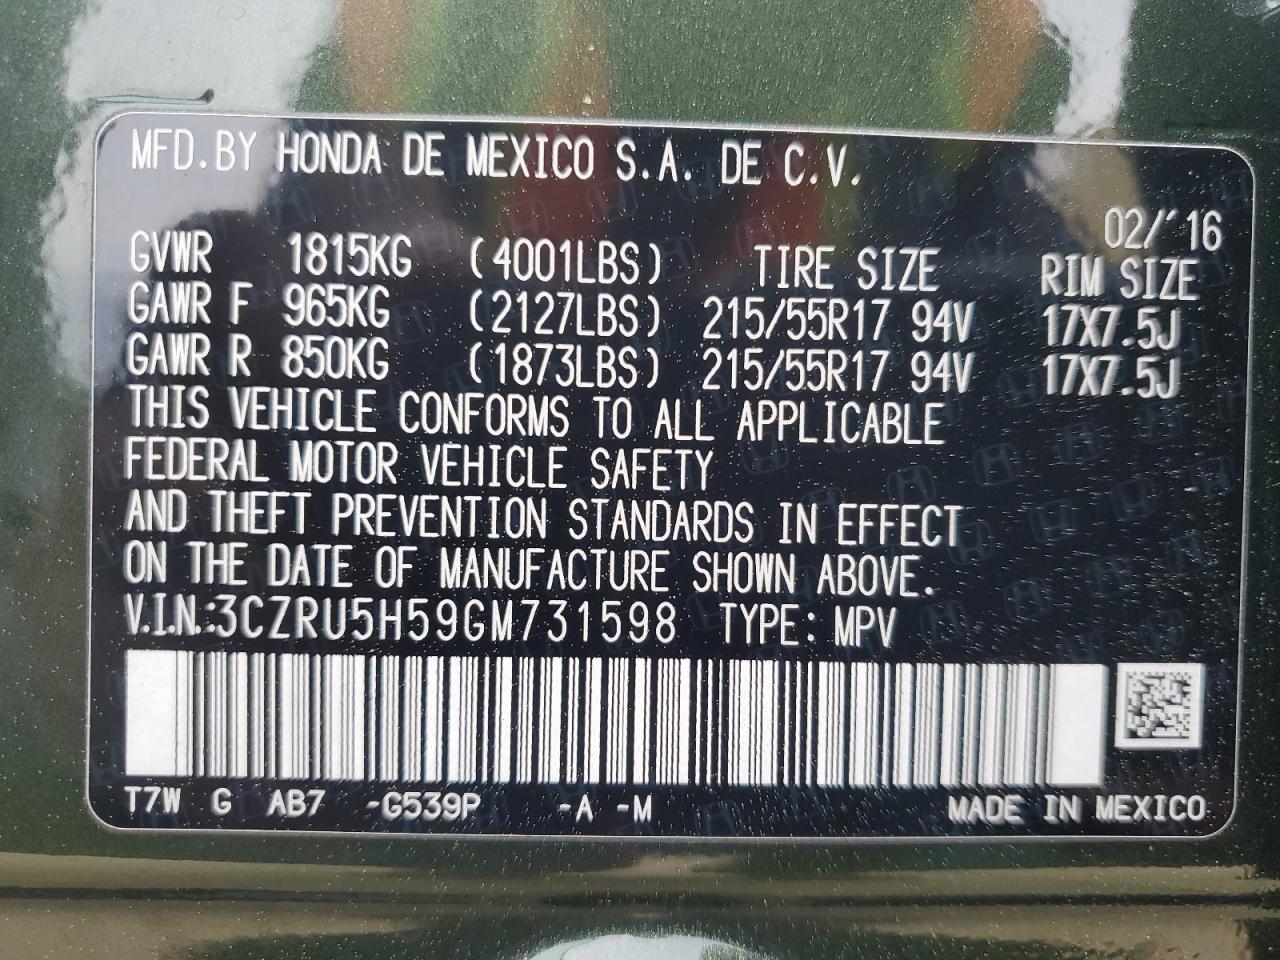 MFD.BY HONDA DE MEXICO S.A. DE C.V.
02/'16
GVWR 1815KG (4001LBS) TIRE SIZE RIM SIZE
GAWR F 965KG (2127LBS) 215/55R17 94V 17X7.5J
GAWR R 850KG (1873LBS) 215/55R17 94V 17X7.5J
THIS VEHICLE CONFORMS TO ALL APPLICABLE
FEDERAL MOTOR VEHICLE SAFETY
AND THEFT PREVENTION STANDARDS IN EFFECT
ON THE DATE OF MANUFACTURE SHOWN ABOVE.
V.I.N.:3CZRU5H59GM731598 TYPE: MPV
T7W G AB7 -G539P -A -M MADE IN MEXICO